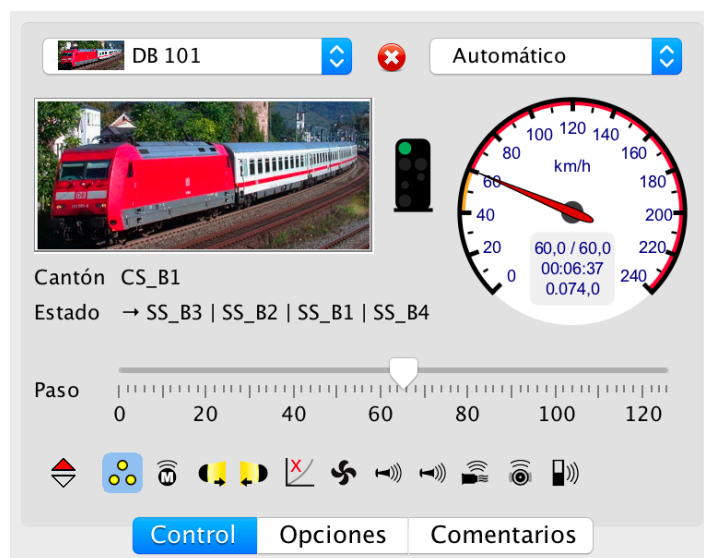 DB 101
Automático
km/h
0
20
40
60
80
100
120
140
160
180
200
220
240
60,0 / 60,0
00:06:37
0.074,0
Cantón CS_B1
Estado → SS_B3 | SS_B2 | SS_B1 | SS_B4
Paso
0 20 40 60 80 100 120
M
X
Control Opciones Comentarios